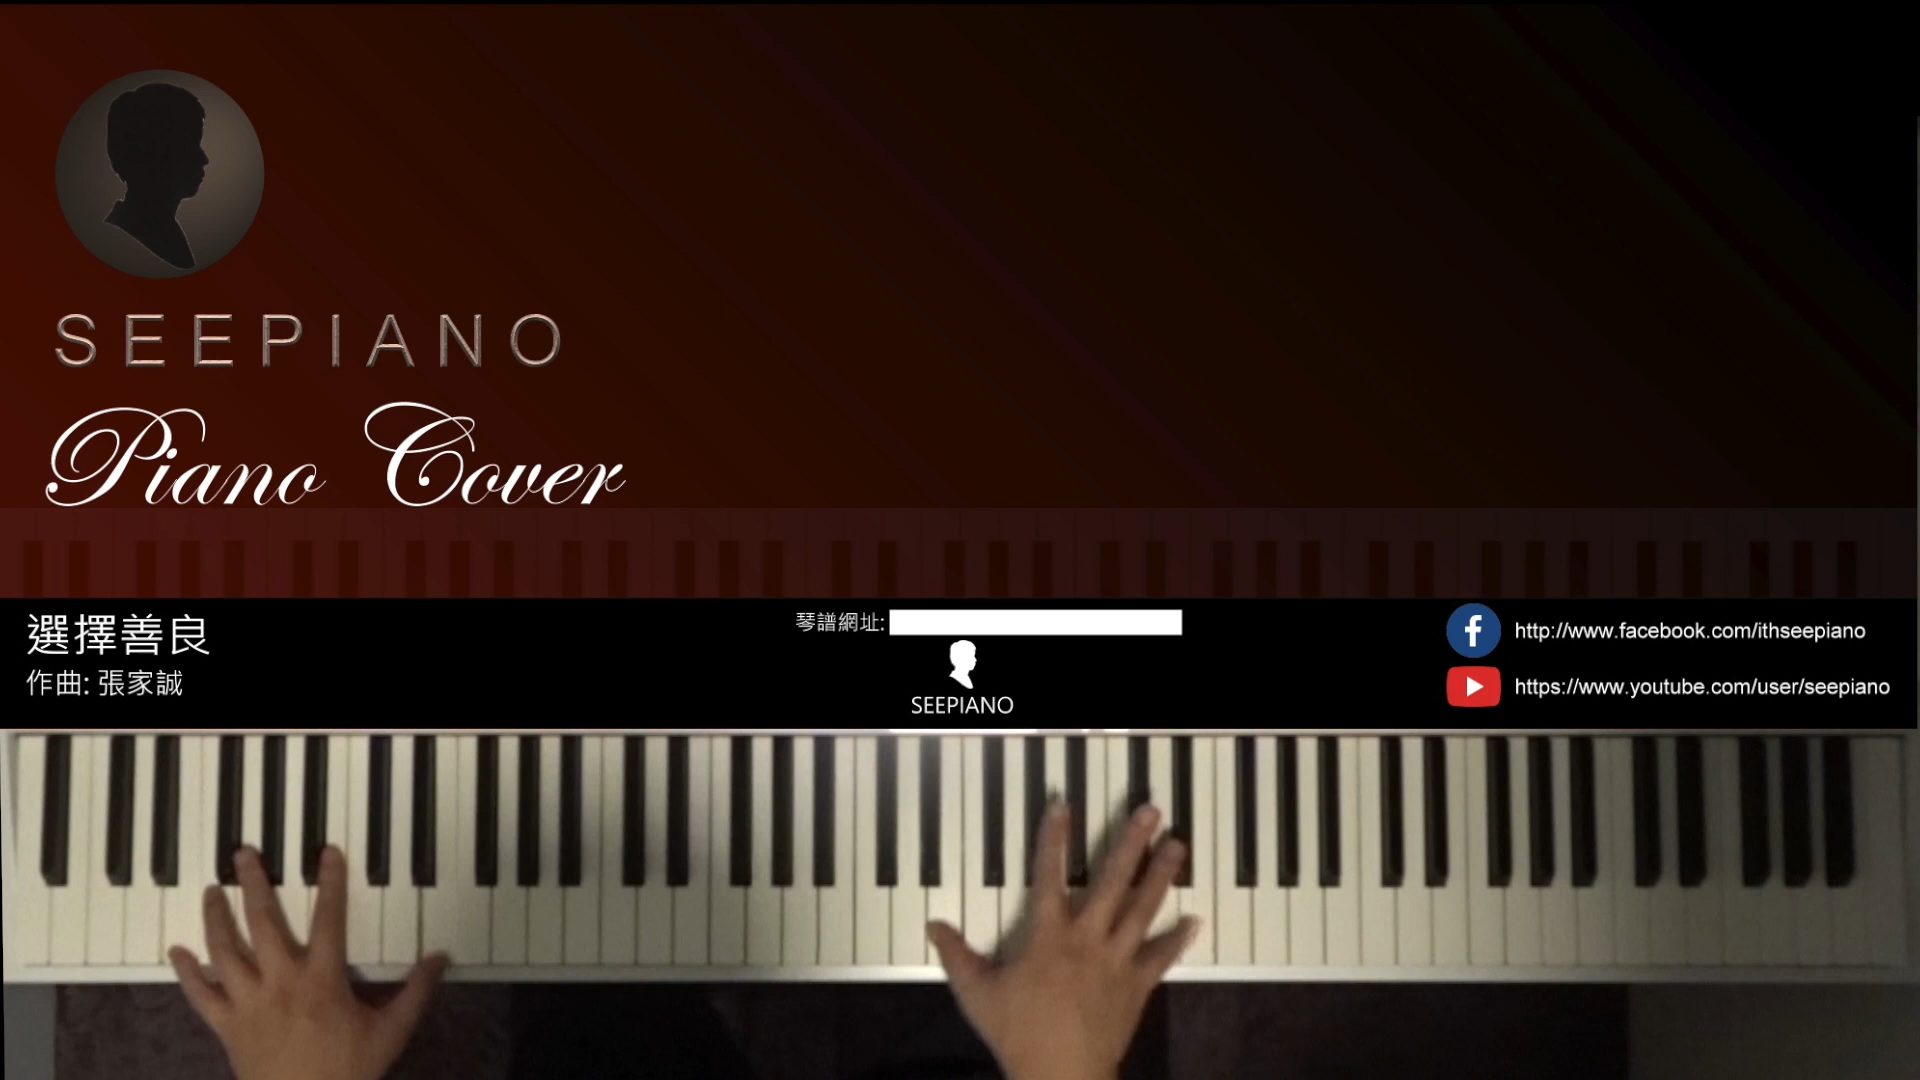 SEEPIANO
Piano Cover
選擇善良
作曲: 張家誠
琴譜網址:
SEEPIANO
http://www.facebook.com/ithseepiano
https://www.youtube.com/user/seepiano